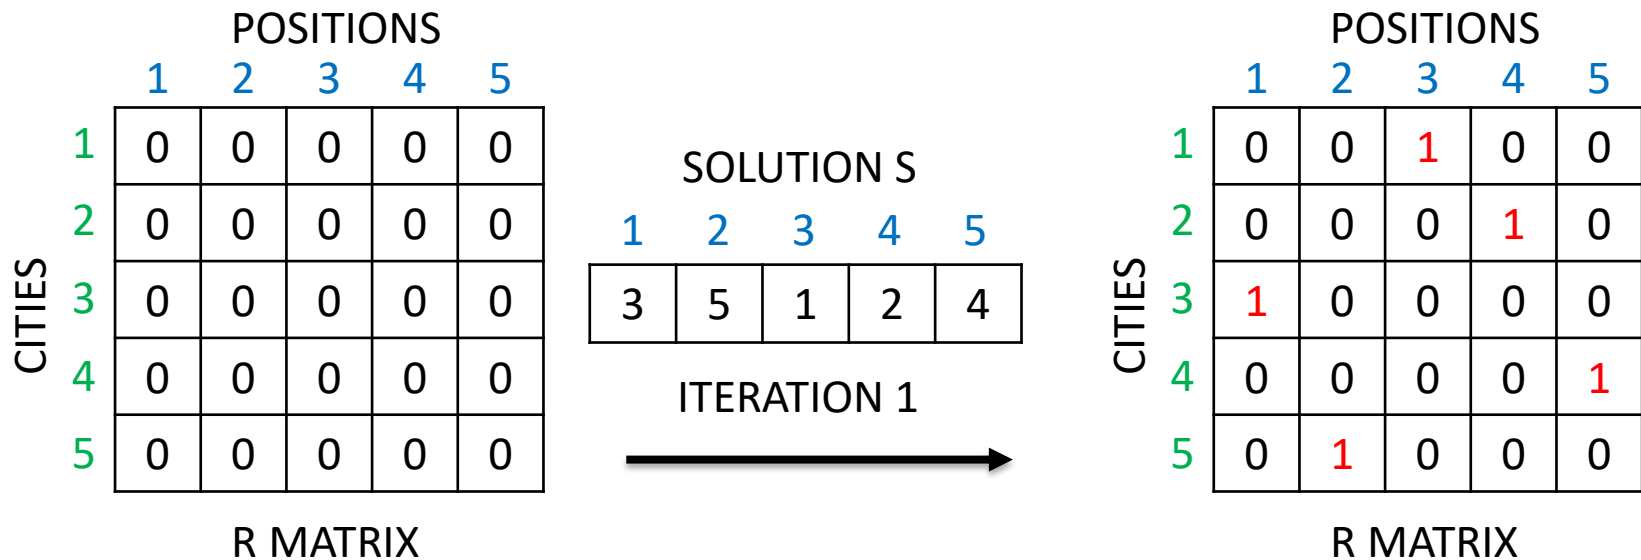 POSITIONS
1 2 3 4 5
CITIES
1 0 0 0 0 0
2 0 0 0 0 0
3 0 0 0 0 0
4 0 0 0 0 0
5 0 0 0 0 0
R MATRIX
SOLUTION S
1 2 3 4 5
3 5 1 2 4
ITERATION 1
POSITIONS
1 2 3 4 5
CITIES
1 0 0 1 0 0
2 0 0 0 1 0
3 1 0 0 0 0
4 0 0 0 0 1
5 0 1 0 0 0
R MATRIX